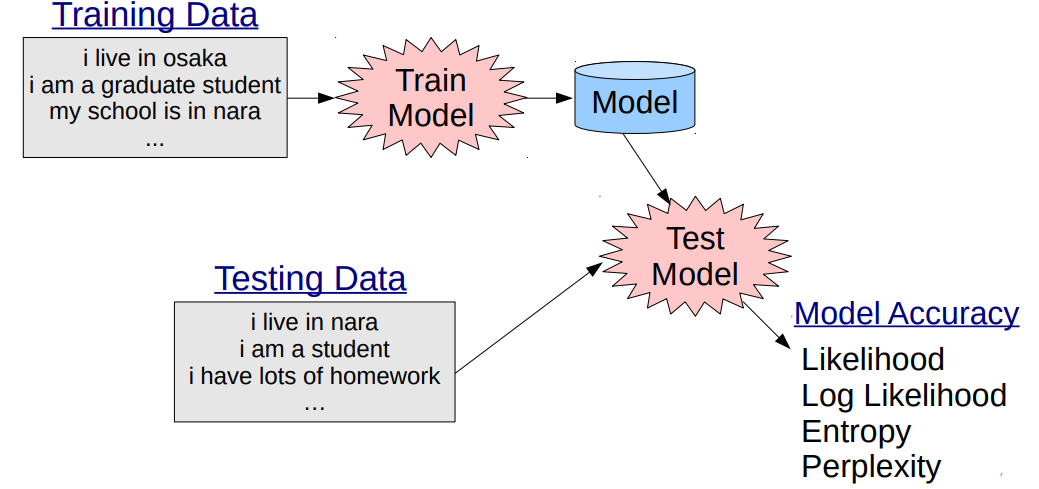 Training Data
i live in osaka
i am a graduate student
my school is in nara
...
Train
Model
Model
Test
Model
Testing Data
i live in nara
i am a student
i have lots of homework
…
Model Accuracy
Likelihood
Log Likelihood
Entropy
Perplexity